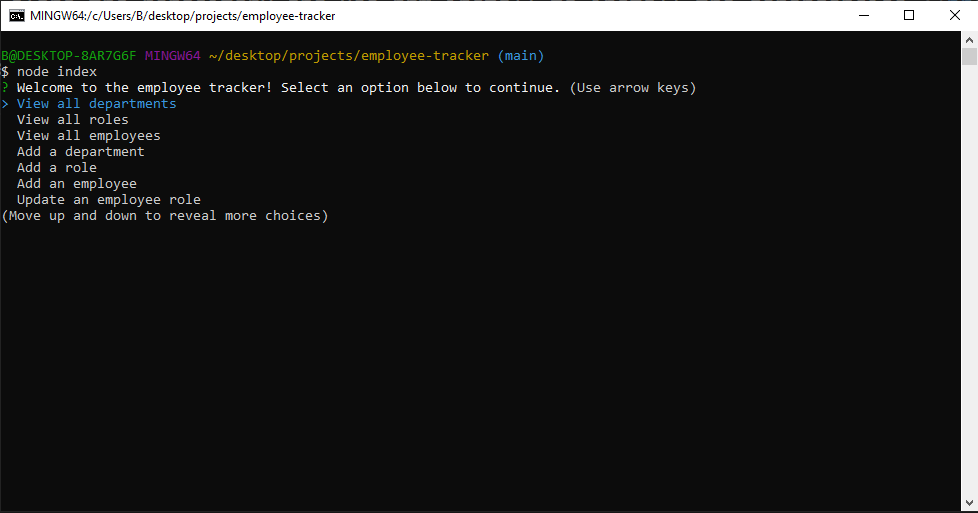 MINGW64:/c/Users/B/desktop/projects/employee-tracker
B@DESKTOP-8AR7G6F MINGW64 ~/desktop/projects/employee-tracker (main)
$ node index
? Welcome to the employee tracker! Select an option below to continue. (Use arrow keys)
> View all departments
View all roles
View all employees
Add a department
Add a role
Add an employee
Update an employee role
(Move up and down to reveal more choices)